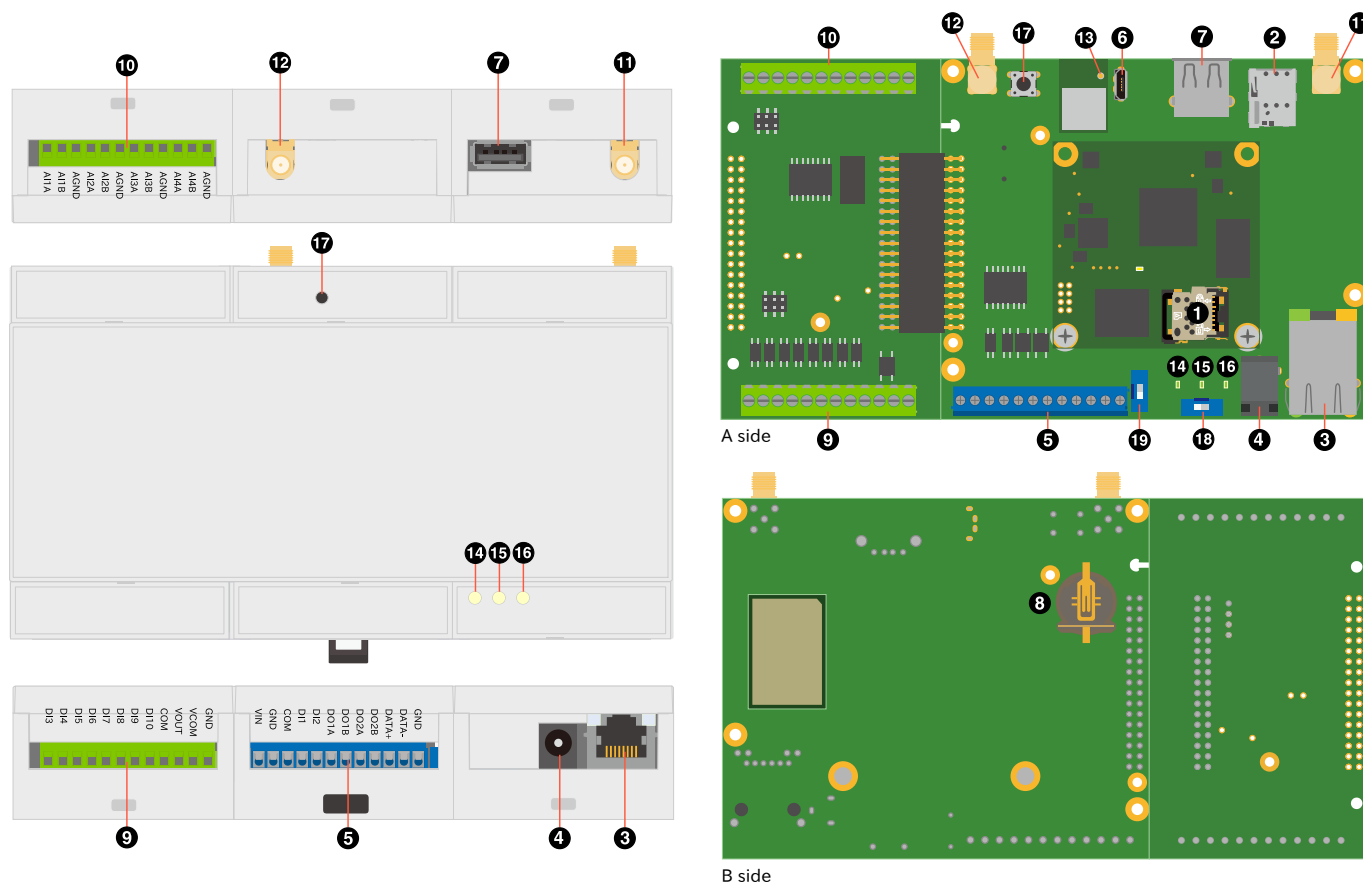 10
12
7
11
AI1A
AI1B
AGND
AI2A
AI2B
AGND
AI3A
AI3B
AGND
AI4A
AI4B
AGND
17
14 15 16
DI3
DI4
DI5
DI6
DI7
DI8
DI9
DI10
COM
VOUT
VCOM
GND
VIN
GND
COM
DI1
DI2
DO1A
DO1B
DO2A
DO2B
DATA+
DATA-
GND
9
5
4
3
12
10
17
13
6
7
2
11
1
14 15 16
9
5
19
18
4
3
A side
8
B side